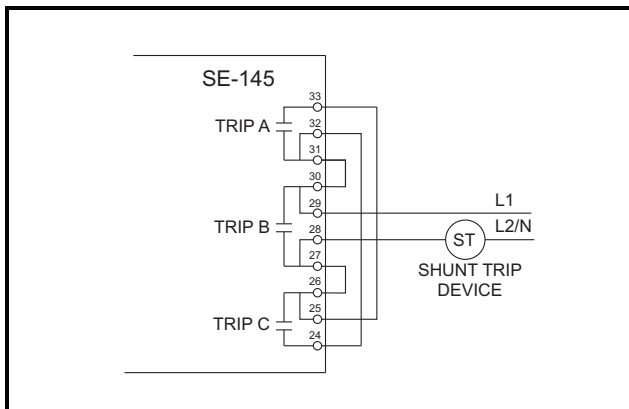 SE-145
33
TRIP A
32
31
30
29
L1
TRIP B
28
L2/N
ST
27
SHUNT TRIP
DEVICE
26
25
TRIP C
24